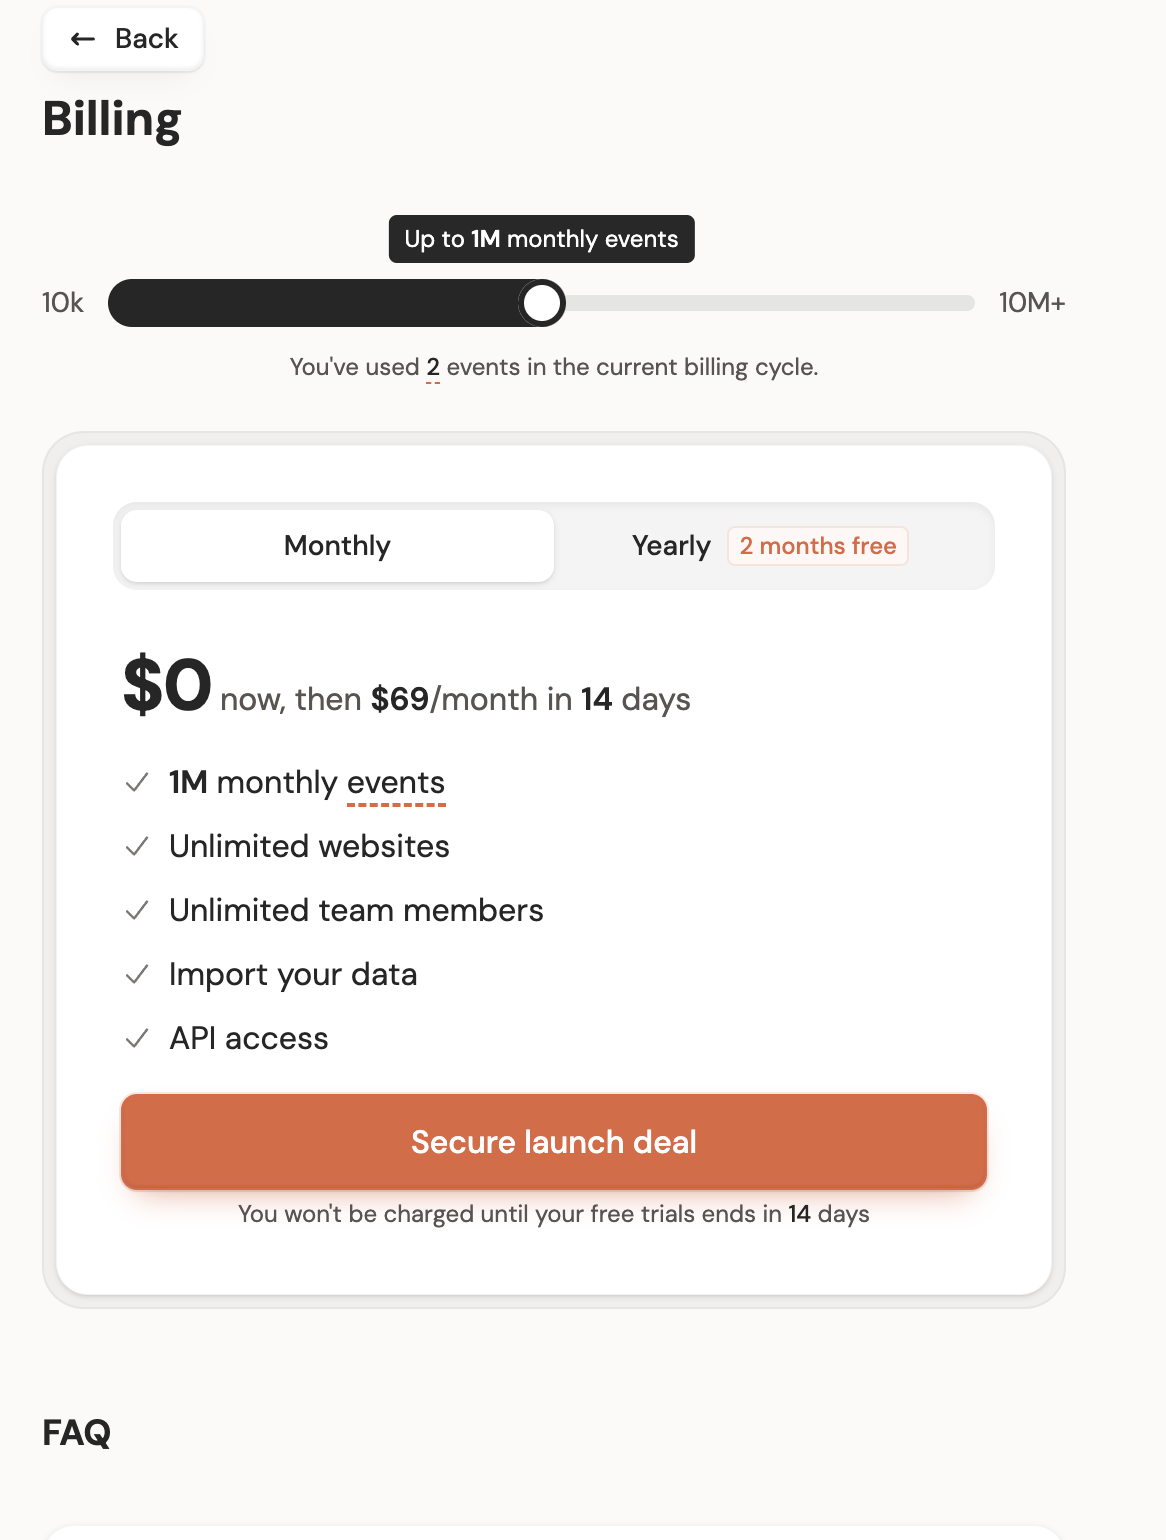 Back
Billing
Up to 1M monthly events
10k
10M+
You've used 2 events in the current billing cycle.
Monthly
Yearly 2 months free
$0 now, then $69/month in 14 days
1M monthly events
Unlimited websites
Unlimited team members
Import your data
API access
Secure launch deal
You won't be charged until your free trials ends in 14 days
FAQ